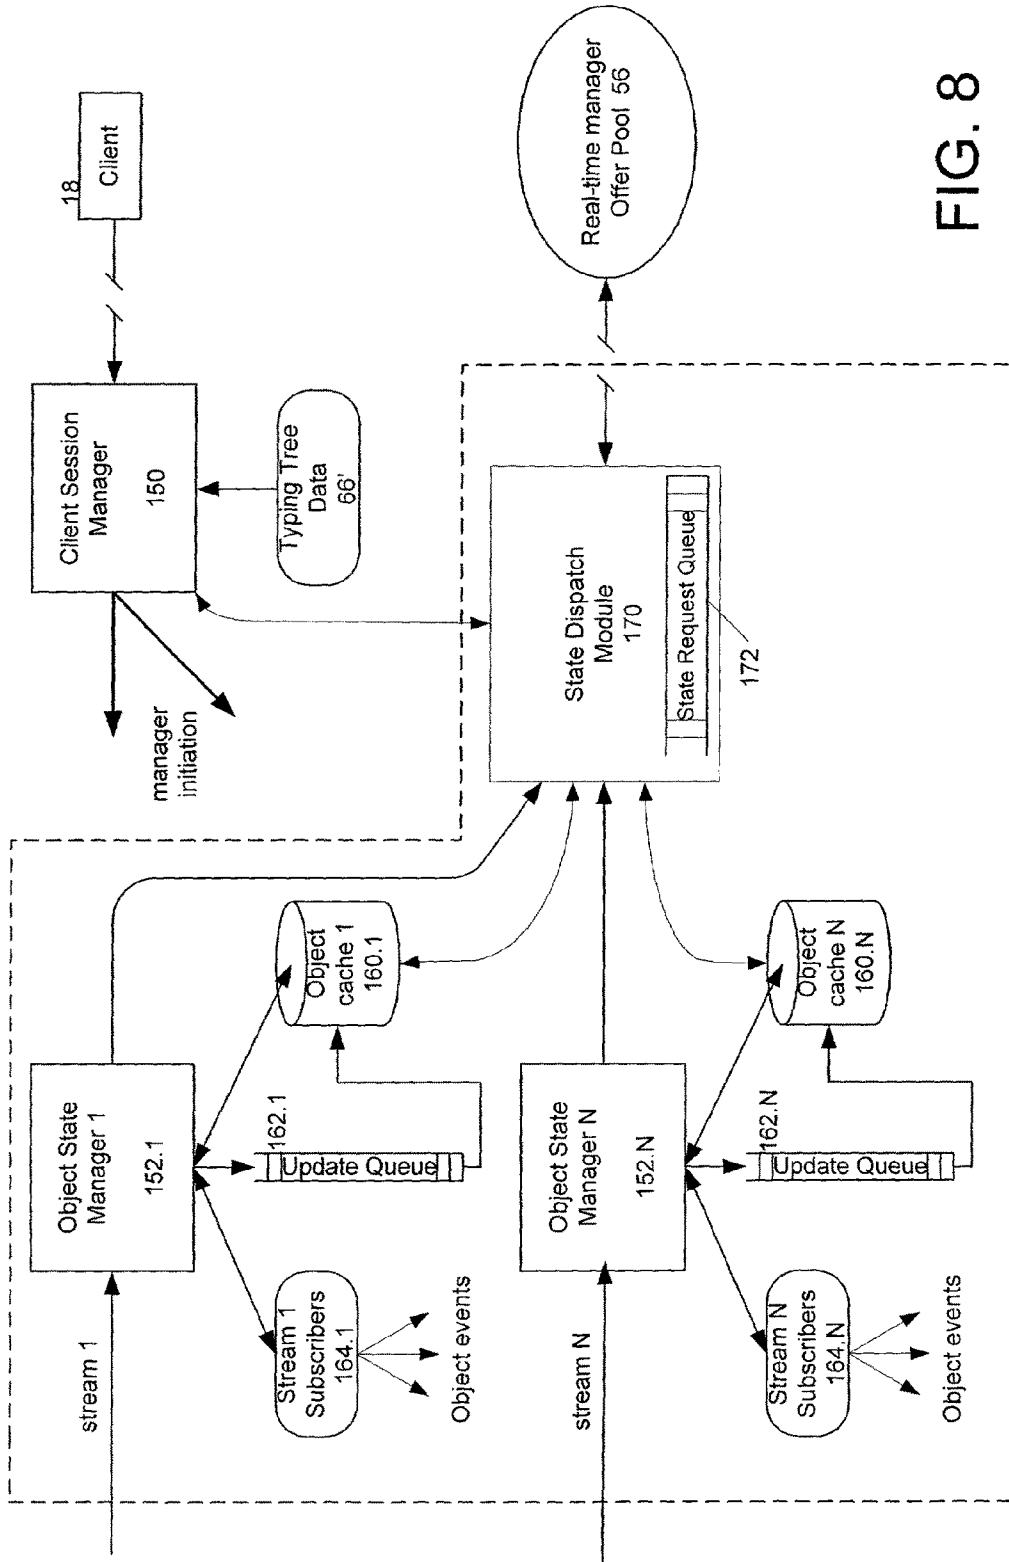 18
Client
Client Session
Manager
150
Typing Tree
Data
66'
manager
initiation
Real-time manager
Offer Pool 56
State Dispatch
Module
170
State Request Queue
172
stream 1
Object State
Manager 1
152.1
Object
cache 1
160.1
162.1
Update Queue
Stream 1
Subscribers
164.1
Object events
stream N
Object State
Manager N
152.N
Object
cache N
160.N
162.N
Update Queue
Stream N
Subscribers
164.N
Object events
FIG. 8